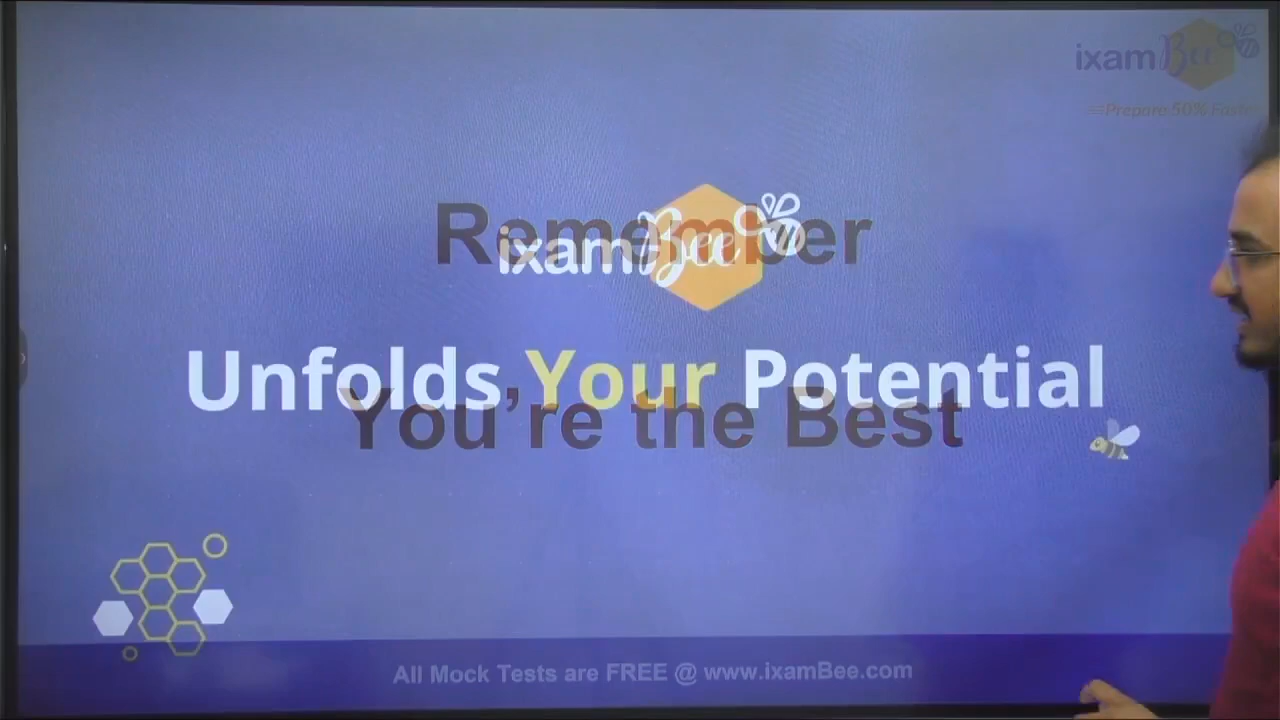 ixamBee
Prepare 50% Faster
Remember
ixamBee
Unfolds Your Potential
You're the Best
All Mock Tests are FREE @ www.ixamBee.com